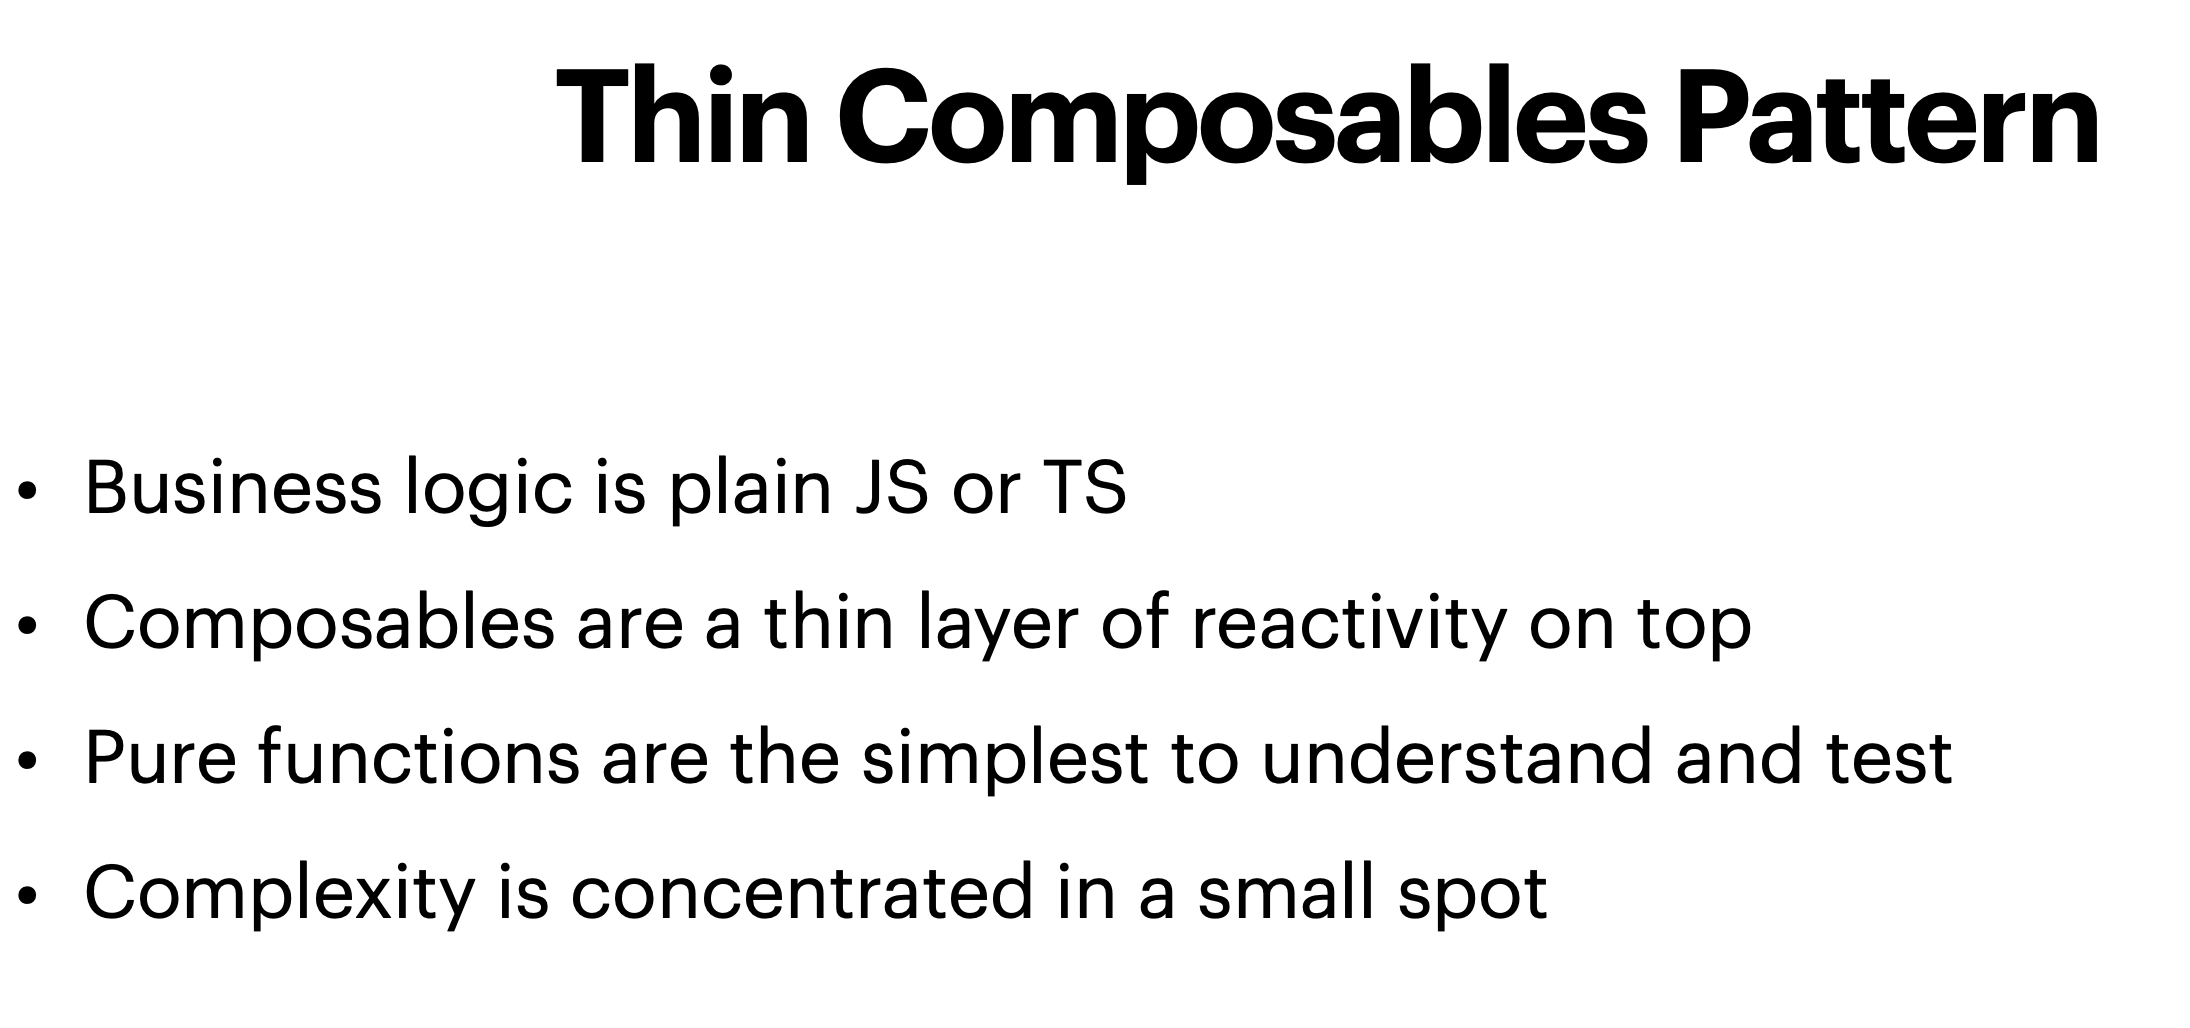 Thin Composables Pattern
• Business logic is plain JS or TS
• Composables are a thin layer of reactivity on top
• Pure functions are the simplest to understand and test
• Complexity is concentrated in a small spot